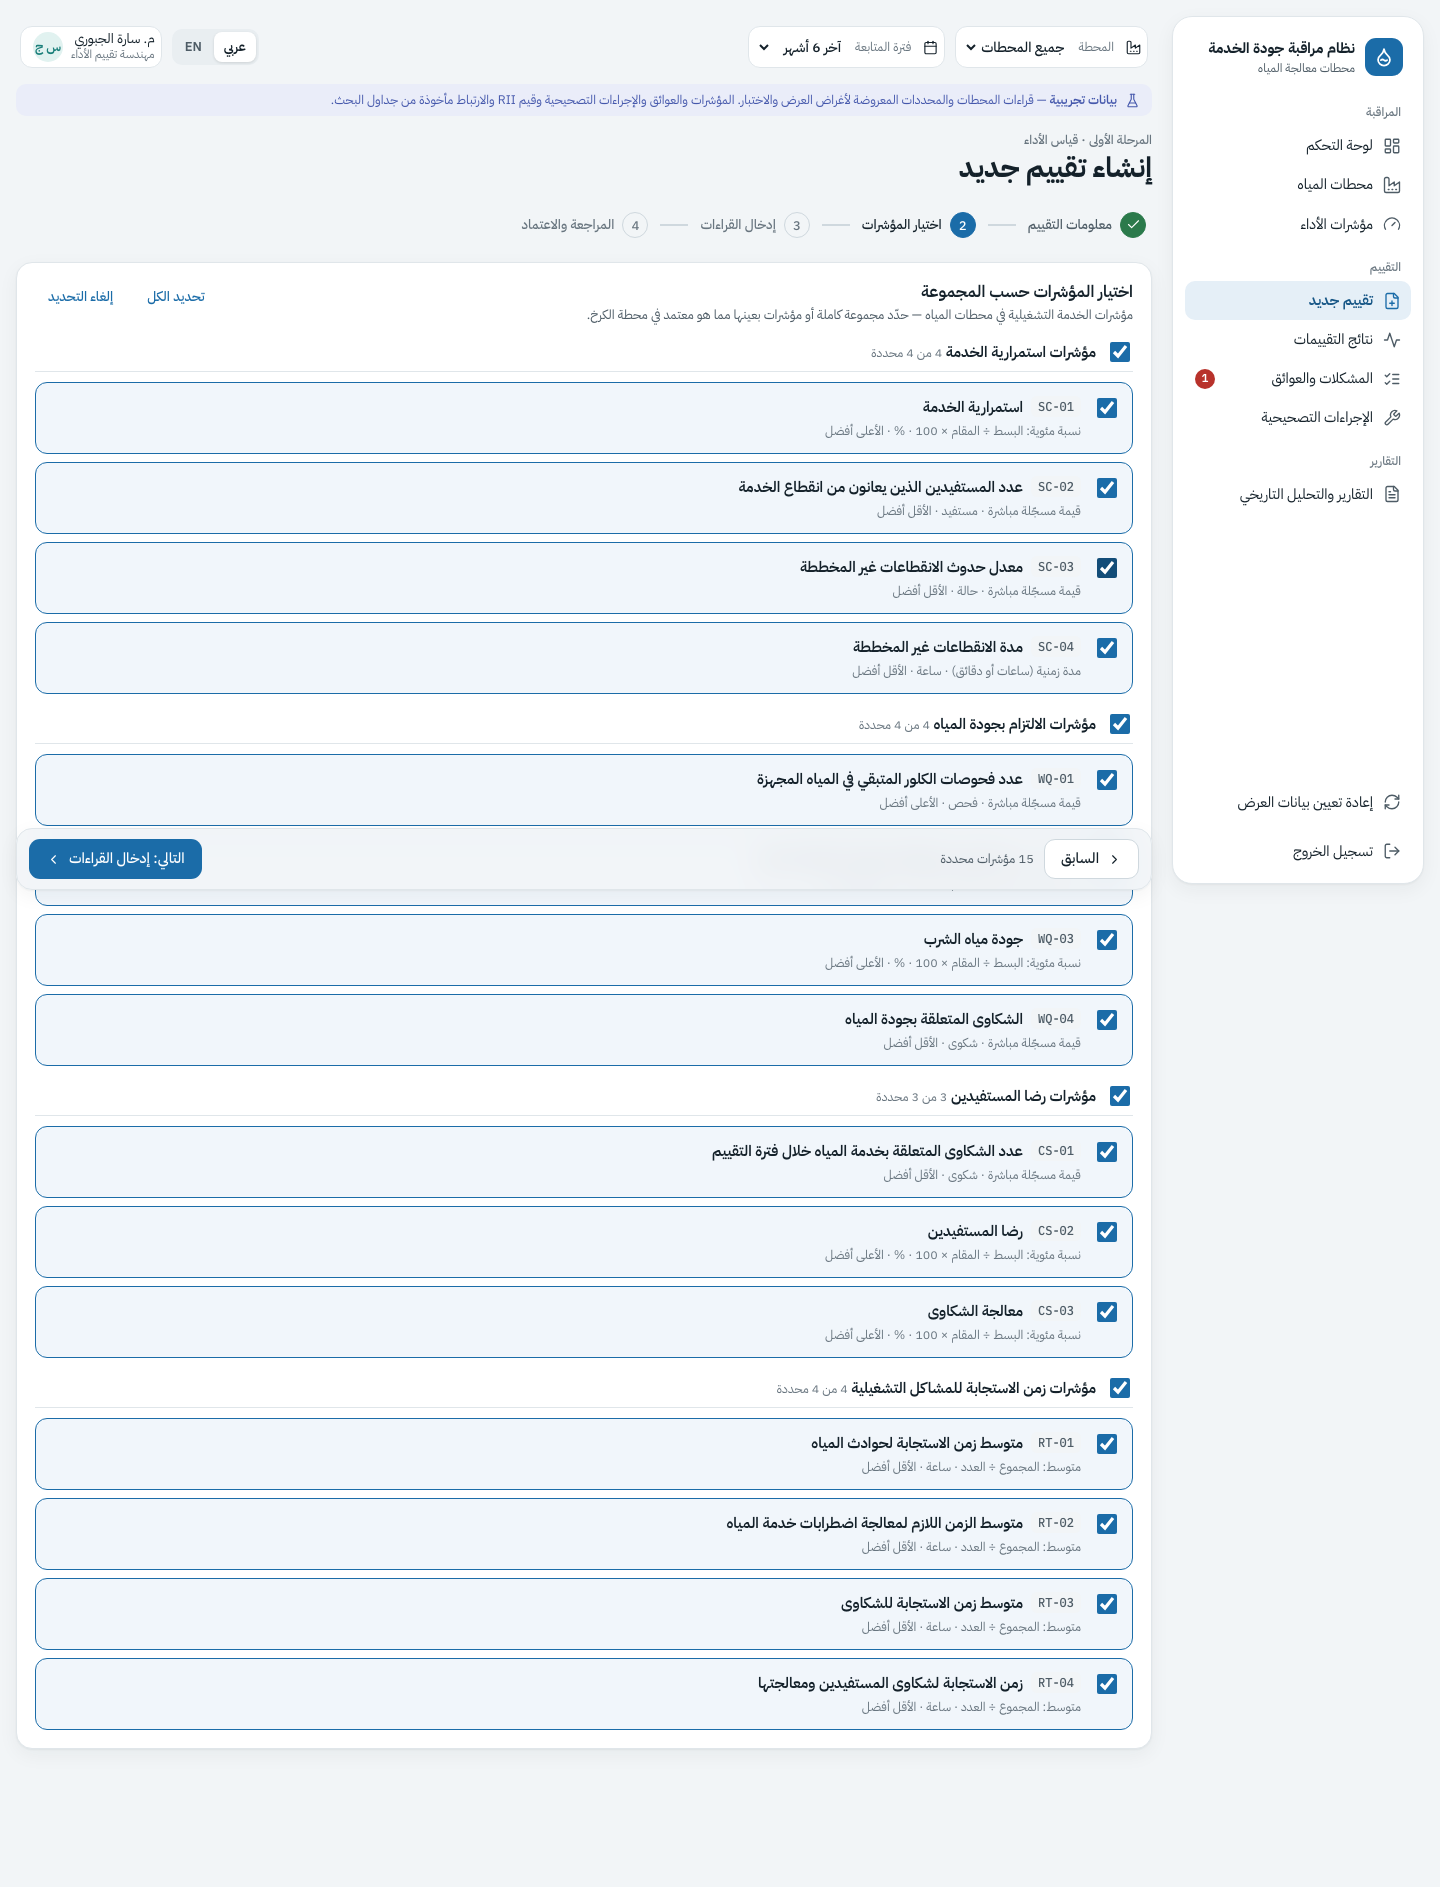 نظام مراقبة جودة الخدمة
محطات معالجة المياه
المراقبة
لوحة التحكم
محطات المياه
مؤشرات الأداء
التقييم
تقييم جديد
نتائج التقييمات
المشكلات والعوائق
1
الإجراءات التصحيحية
التقارير
التقارير والتحليل التاريخي
إعادة تعيين بيانات العرض
تسجيل الخروج
المحطة جميع المحطات
فترة المتابعة آخر 6 أشهر
عربي EN
م. سارة الجبوري
مهندسة تقييم الأداء
س ج
بيانات تجريبية — قراءات المحطات والمحددات المعروضة لأغراض العرض والاختبار. المؤشرات والعوائق والإجراءات التصحيحية وقيم RII والارتباط مأخوذة من جداول البحث.
المرحلة الأولى · قياس الأداء
إنشاء تقييم جديد
معلومات التقييم
2 اختيار المؤشرات
3 إدخال القراءات
4 المراجعة والاعتماد
اختيار المؤشرات حسب المجموعة
مؤشرات الخدمة التشغيلية في محطات المياه — حدّد مجموعة كاملة أو مؤشرات بعينها مما هو معتمد في محطة الكرخ.
تحديد الكل
إلغاء التحديد
مؤشرات استمرارية الخدمة 4 من 4 محددة
SC-01 استمرارية الخدمة
نسبة مئوية: البسط ÷ المقام × 100 · % · الأعلى أفضل
SC-02 عدد المستفيدين الذين يعانون من انقطاع الخدمة
قيمة مسجّلة مباشرة · مستفيد · الأقل أفضل
SC-03 معدل حدوث الانقطاعات غير المخططة
قيمة مسجّلة مباشرة · حالة · الأقل أفضل
SC-04 مدة الانقطاعات غير المخططة
مدة زمنية (ساعات أو دقائق) · ساعة · الأقل أفضل
مؤشرات الالتزام بجودة المياه 4 من 4 محددة
WQ-01 عدد فحوصات الكلور المتبقي في المياه المجهزة
قيمة مسجّلة مباشرة · فحص · الأعلى أفضل
السابق
15 مؤشرات محددة
التالي: إدخال القراءات
WQ-03 جودة مياه الشرب
نسبة مئوية: البسط ÷ المقام × 100 · % · الأعلى أفضل
WQ-04 الشكاوى المتعلقة بجودة المياه
قيمة مسجّلة مباشرة · شكوى · الأقل أفضل
مؤشرات رضا المستفيدين 3 من 3 محددة
CS-01 عدد الشكاوى المتعلقة بخدمة المياه خلال فترة التقييم
قيمة مسجّلة مباشرة · شكوى · الأقل أفضل
CS-02 رضا المستفيدين
نسبة مئوية: البسط ÷ المقام × 100 · % · الأعلى أفضل
CS-03 معالجة الشكاوى
نسبة مئوية: البسط ÷ المقام × 100 · % · الأعلى أفضل
مؤشرات زمن الاستجابة للمشاكل التشغيلية 4 من 4 محددة
RT-01 متوسط زمن الاستجابة لحوادث المياه
متوسط: المجموع ÷ العدد · ساعة · الأقل أفضل
RT-02 متوسط الزمن اللازم لمعالجة اضطرابات خدمة المياه
متوسط: المجموع ÷ العدد · ساعة · الأقل أفضل
RT-03 متوسط زمن الاستجابة للشكاوى
متوسط: المجموع ÷ العدد · ساعة · الأقل أفضل
RT-04 زمن الاستجابة لشكاوى المستفيدين ومعالجتها
متوسط: المجموع ÷ العدد · ساعة · الأقل أفضل